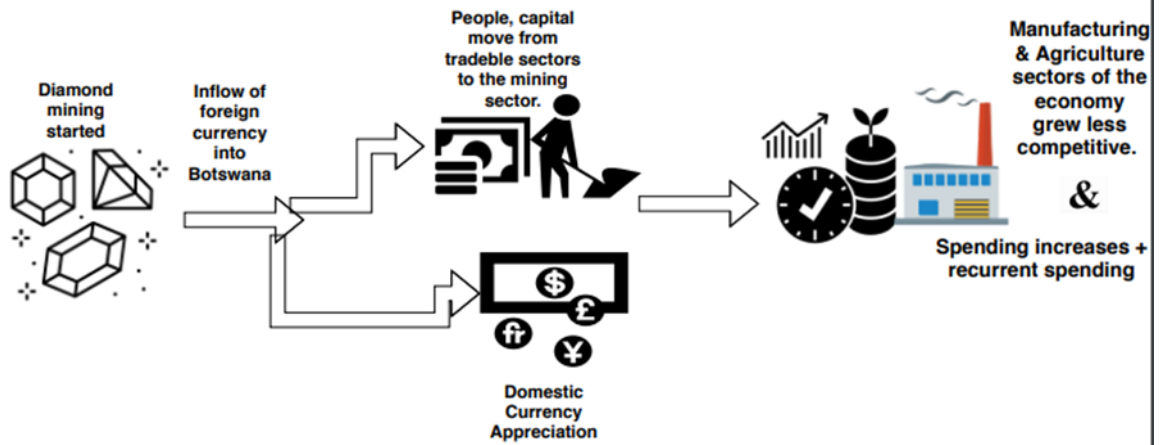 Diamond
mining
started
Inflow of
foreign
currency
into
Botswana
People, capital
move from
tradeble sectors
to the mining
sector.
$
£
fr
¥
Domestic
Currency
Appreciation
Manufacturing
& Agriculture
sectors of the
economy
grew less
competitive.
&
Spending increases +
recurrent spending